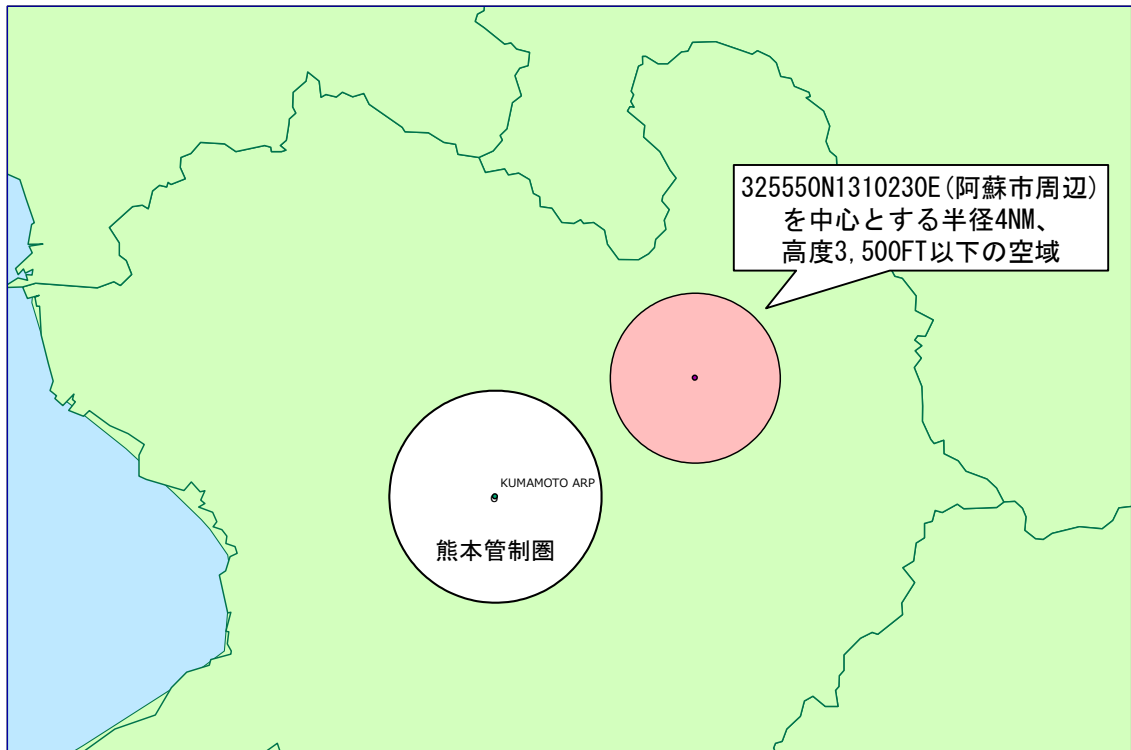 325550N1310230E(阿蘇市周辺)
を中心とする半径4NM、
高度3,500FT以下の空域
KUMAMOTO ARP
熊本管制圏